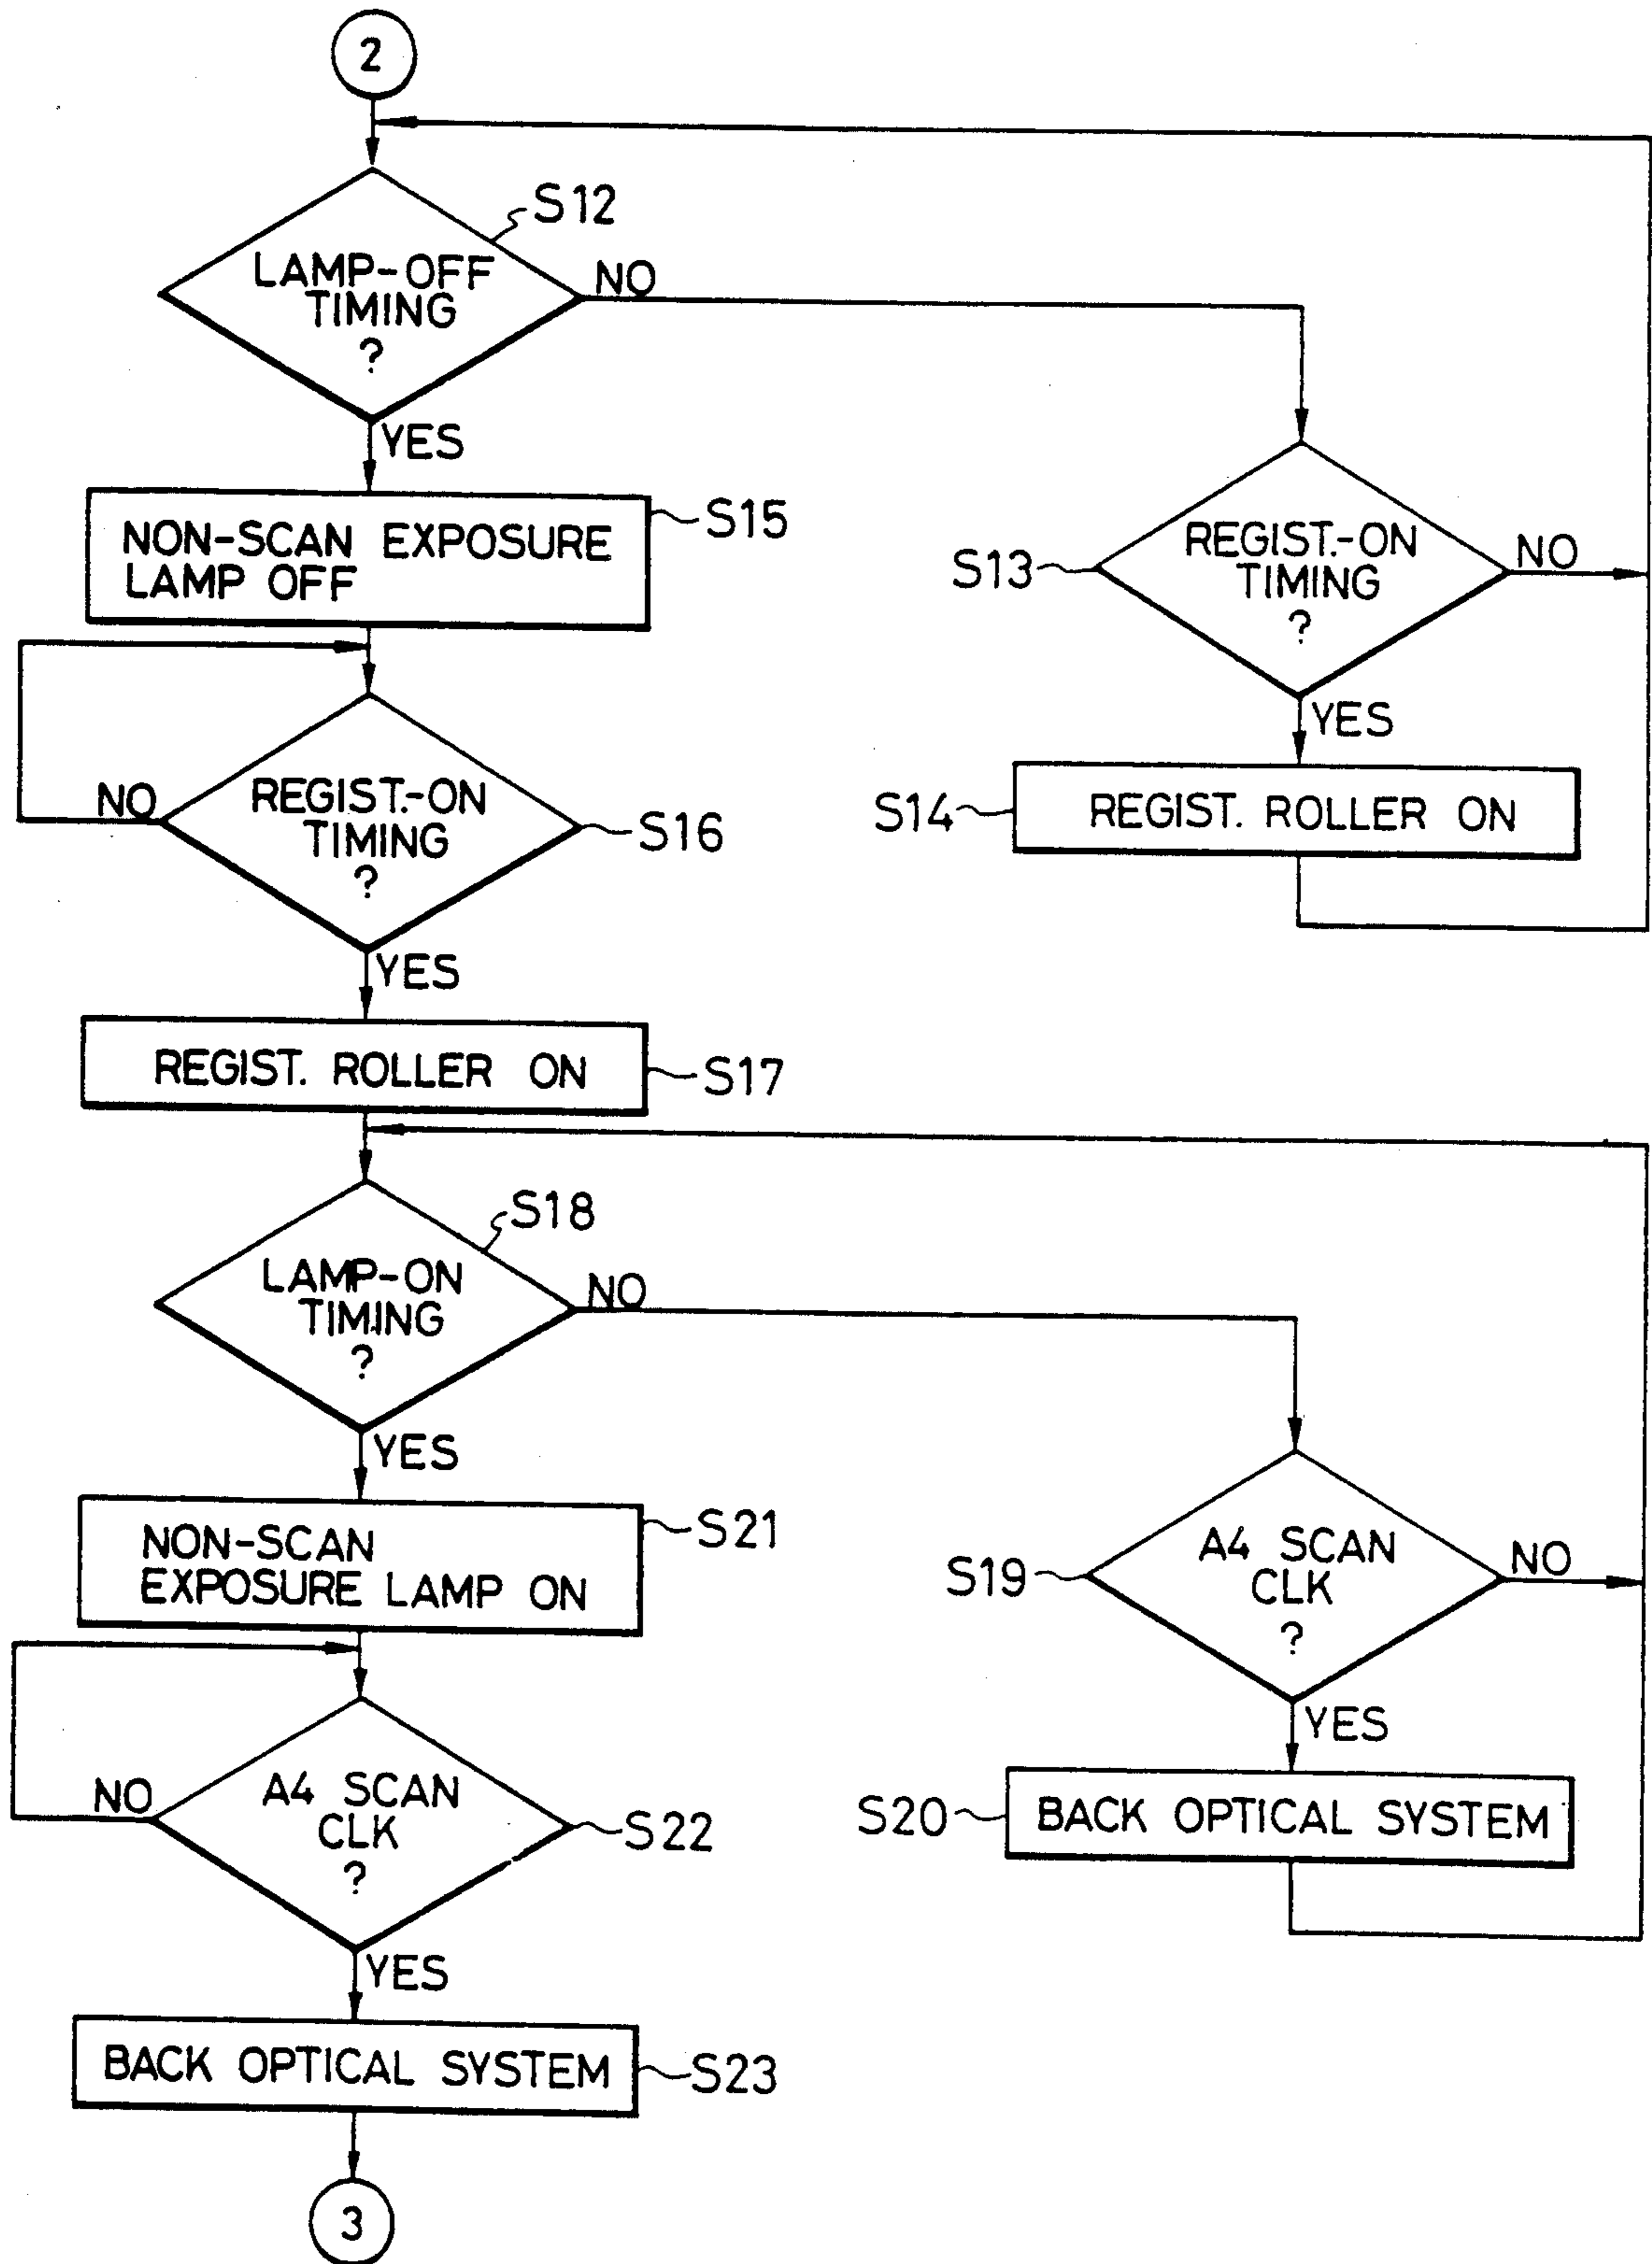 2
S12
LAMP-OFF
TIMING
?
NO
YES
S15
NON-SCAN EXPOSURE
LAMP OFF
S13
REGIST.-ON
TIMING
?
NO
YES
S14
REGIST. ROLLER ON
NO
REGIST.-ON
TIMING
?
S16
YES
REGIST. ROLLER ON
S17
S18
LAMP-ON
TIMING
?
NO
YES
S21
NON-SCAN
EXPOSURE LAMP ON
S19
A4 SCAN
CLK
?
NO
YES
S20
BACK OPTICAL SYSTEM
NO
A4 SCAN
CLK
?
S22
YES
BACK OPTICAL SYSTEM
S23
3